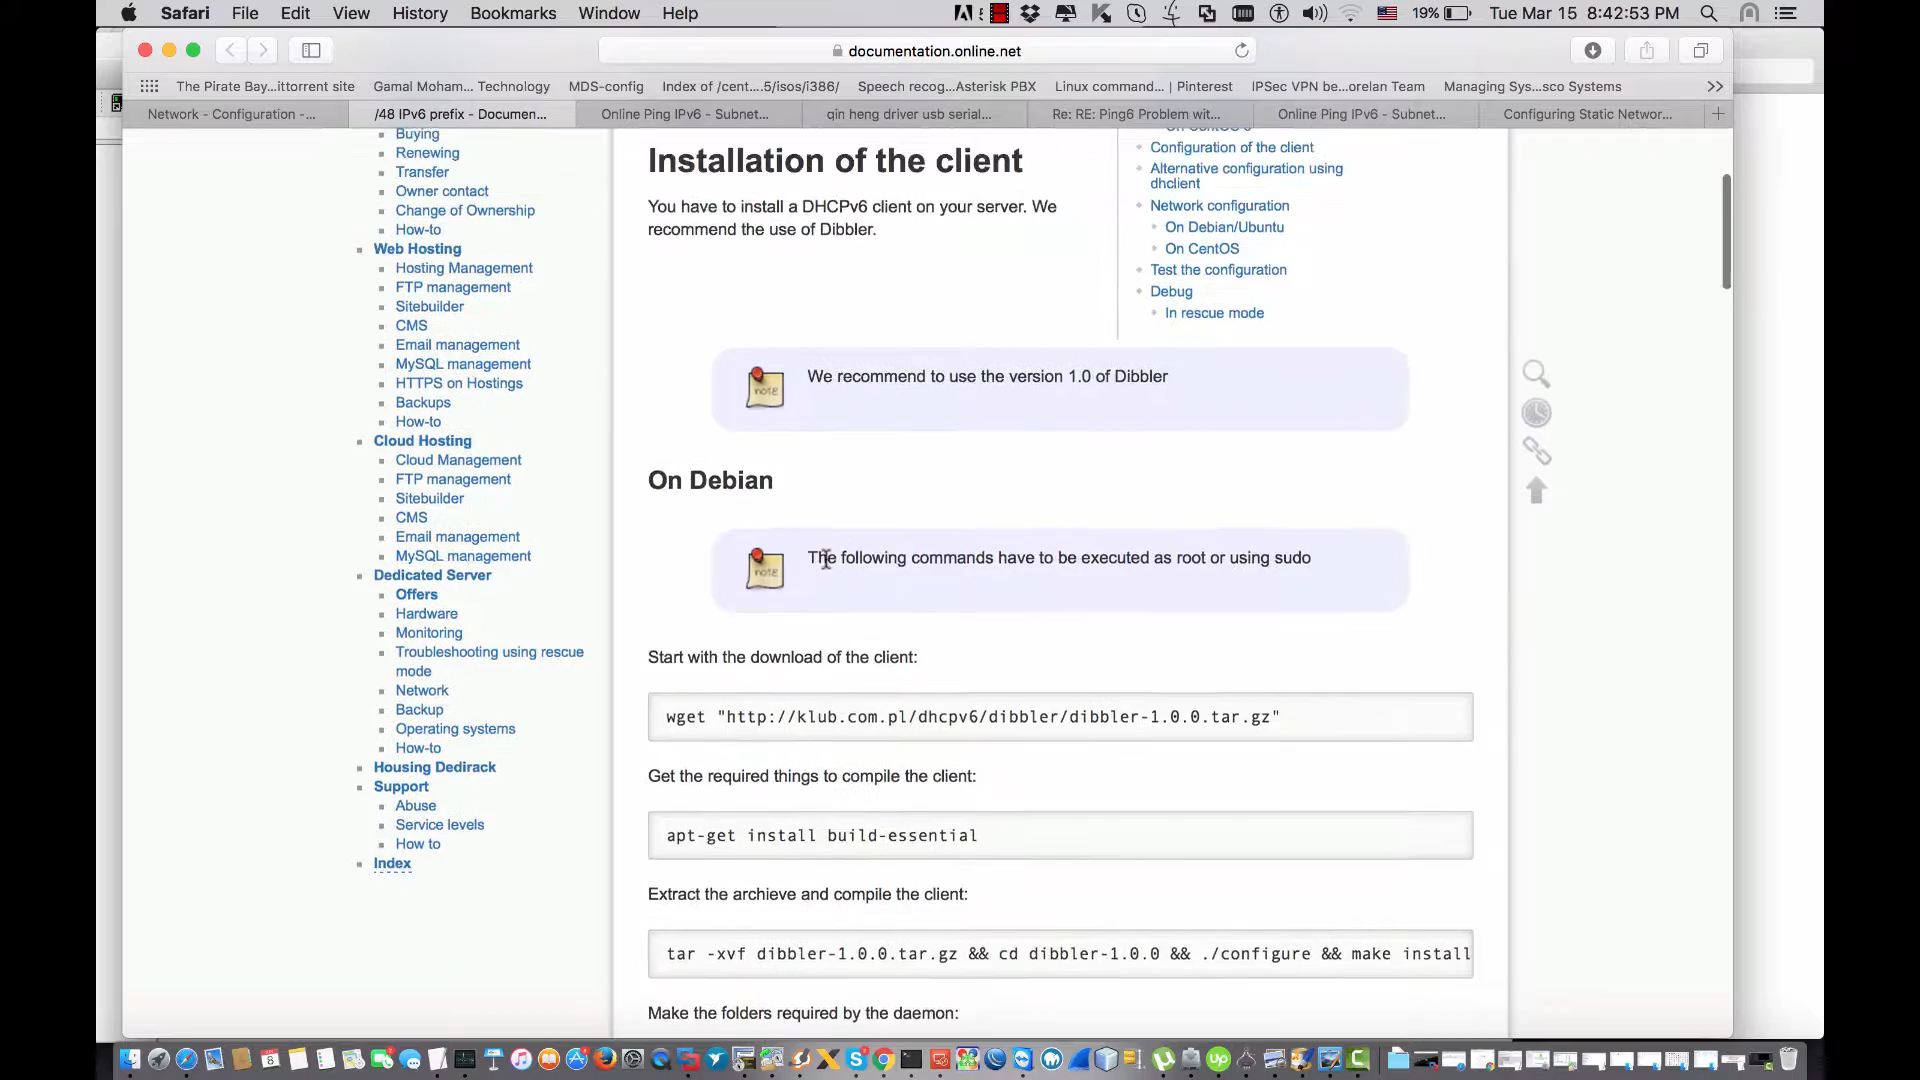 Safari File Edit View History Bookmarks Window Help 19% Tue Mar 15 8:42:53 PM
documentation.online.net
The Pirate Bay...ittorrent site Gamal Moham... Technology MDS-config Index of /cent....5/isos/i386/ Speech recog...Asterisk PBX Linux command... | Pinterest IPSec VPN be...orelan Team Managing Sys...sco Systems
Network - Configuration -... /48 IPv6 prefix - Documen... Online Ping IPv6 - Subnet... qin heng driver usb serial... Re: RE: Ping6 Problem wit... Online Ping IPv6 - Subnet... Configuring Static Networ...
Buying
Renewing
Transfer
Owner contact
Change of Ownership
How-to
Web Hosting
Hosting Management
FTP management
Sitebuilder
CMS
Email management
MySQL management
HTTPS on Hostings
Backups
How-to
Cloud Hosting
Cloud Management
FTP management
Sitebuilder
CMS
Email management
MySQL management
Dedicated Server
Offers
Hardware
Monitoring
Troubleshooting using rescue
mode
Network
Backup
Operating systems
How-to
Housing Dedirack
Support
Abuse
Service levels
How to
Index
Installation of the client
You have to install a DHCPv6 client on your server. We
recommend the use of Dibbler.
Configuration of the client
Alternative configuration using
dhclient
Network configuration
On Debian/Ubuntu
On CentOS
Test the configuration
Debug
In rescue mode
NOTE
We recommend to use the version 1.0 of Dibbler
On Debian
NOTE
The following commands have to be executed as root or using sudo
Start with the download of the client:
wget "http://klub.com.pl/dhcpv6/dibbler/dibbler-1.0.0.tar.gz"
Get the required things to compile the client:
apt-get install build-essential
Extract the archieve and compile the client:
tar -xvf dibbler-1.0.0.tar.gz && cd dibbler-1.0.0 && ./configure && make install
Make the folders required by the daemon: